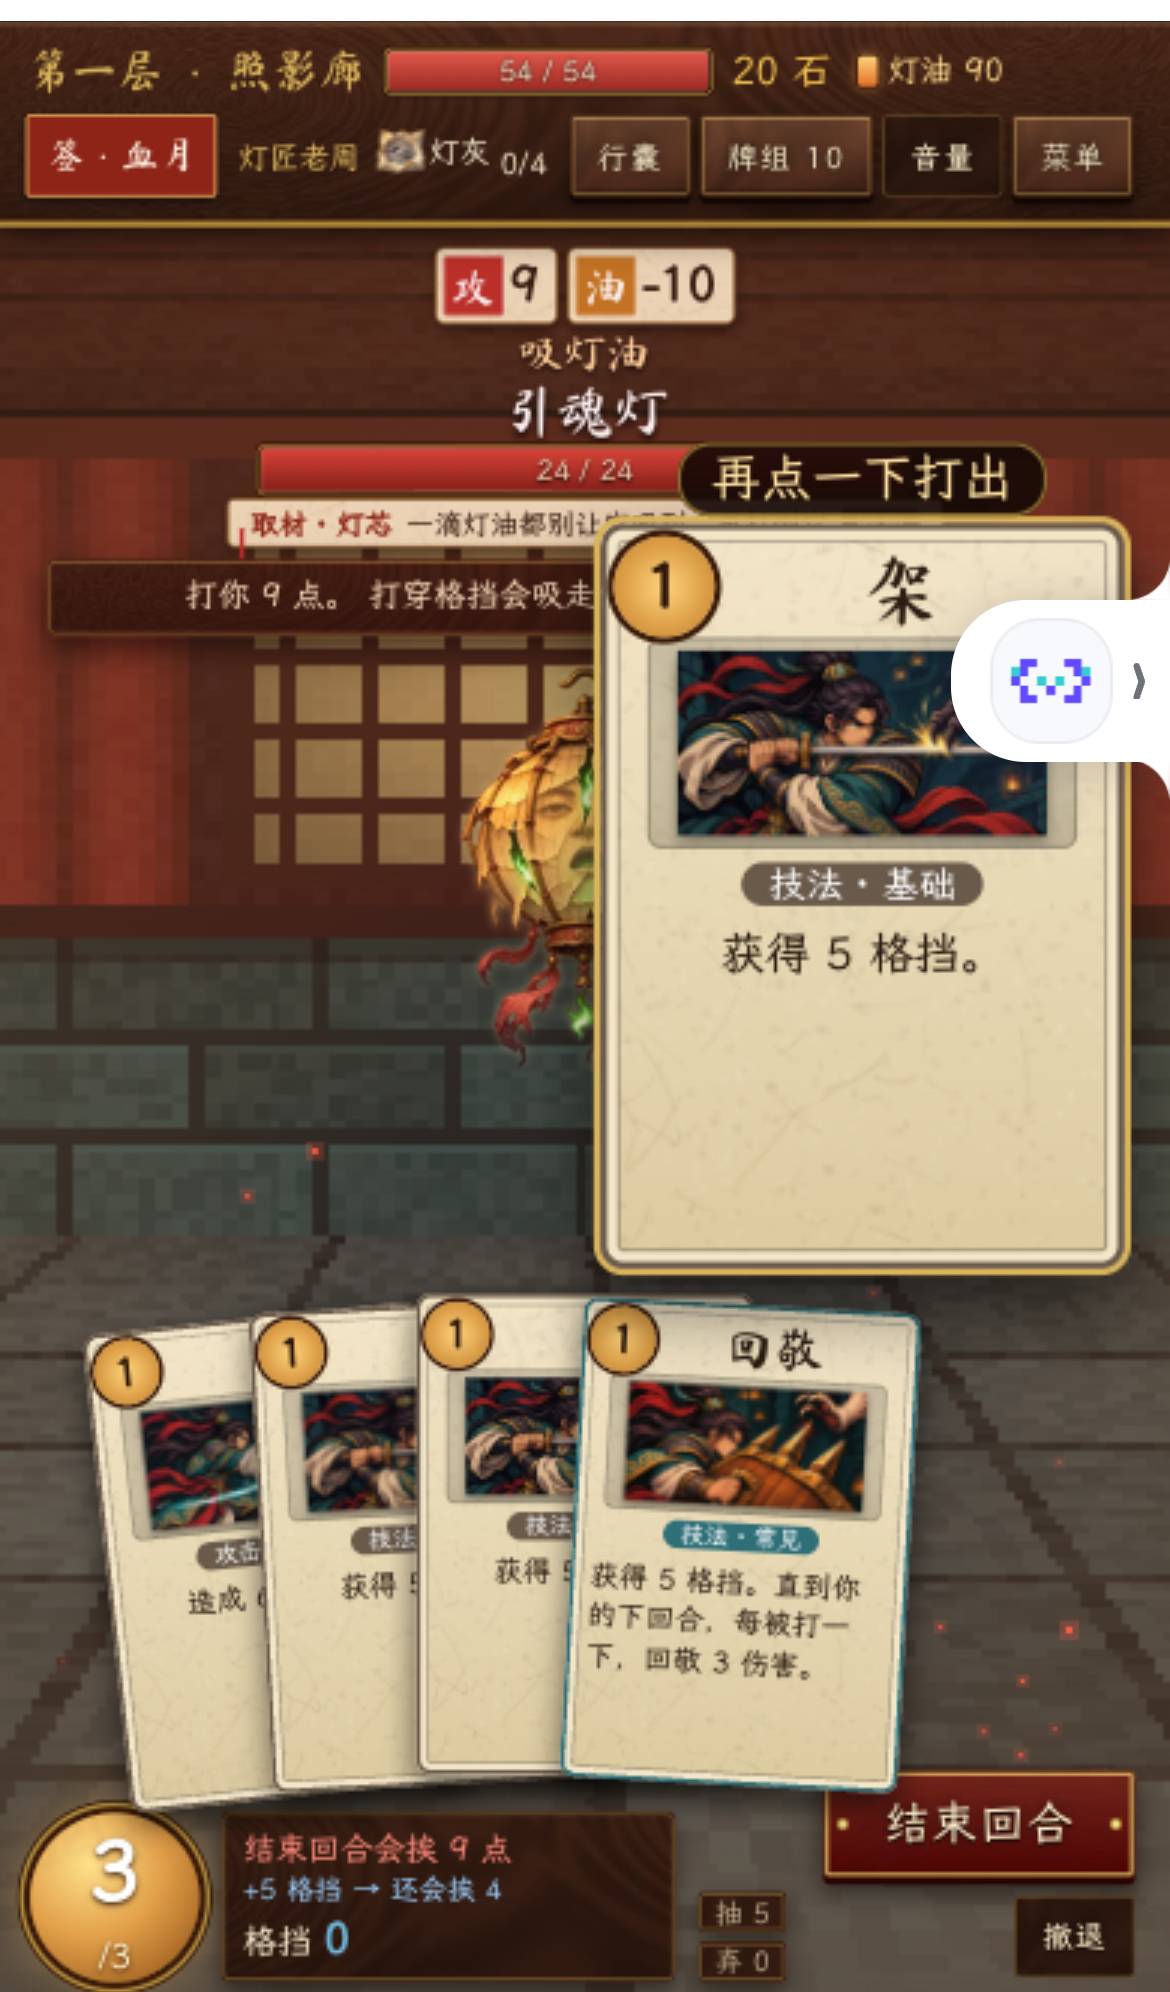 第一层 · 照影廊
54 / 54
20 石
灯油 90
签 · 血月
灯匠老周
灯灰 0/4
行囊
牌组 10
音量
菜单
攻 9
油 -10
吸灯油
引魂灯
24 / 24
再点一下打出
取材 · 灯芯 一滴灯油都别让
打你 9 点。 打穿格挡会吸走
1
架
技法 · 基础
获得 5 格挡。
1
攻击
造成
1
技法
获得
1
技法
获得
1
回敬
技法 · 常见
获得 5 格挡。直到你
的下回合，每被打一
下，回敬 3 伤害。
结束回合
3
/3
结束回合会挨 9 点
+5 格挡 → 还会挨 4
格挡 0
抽 5
弃 0
撤退